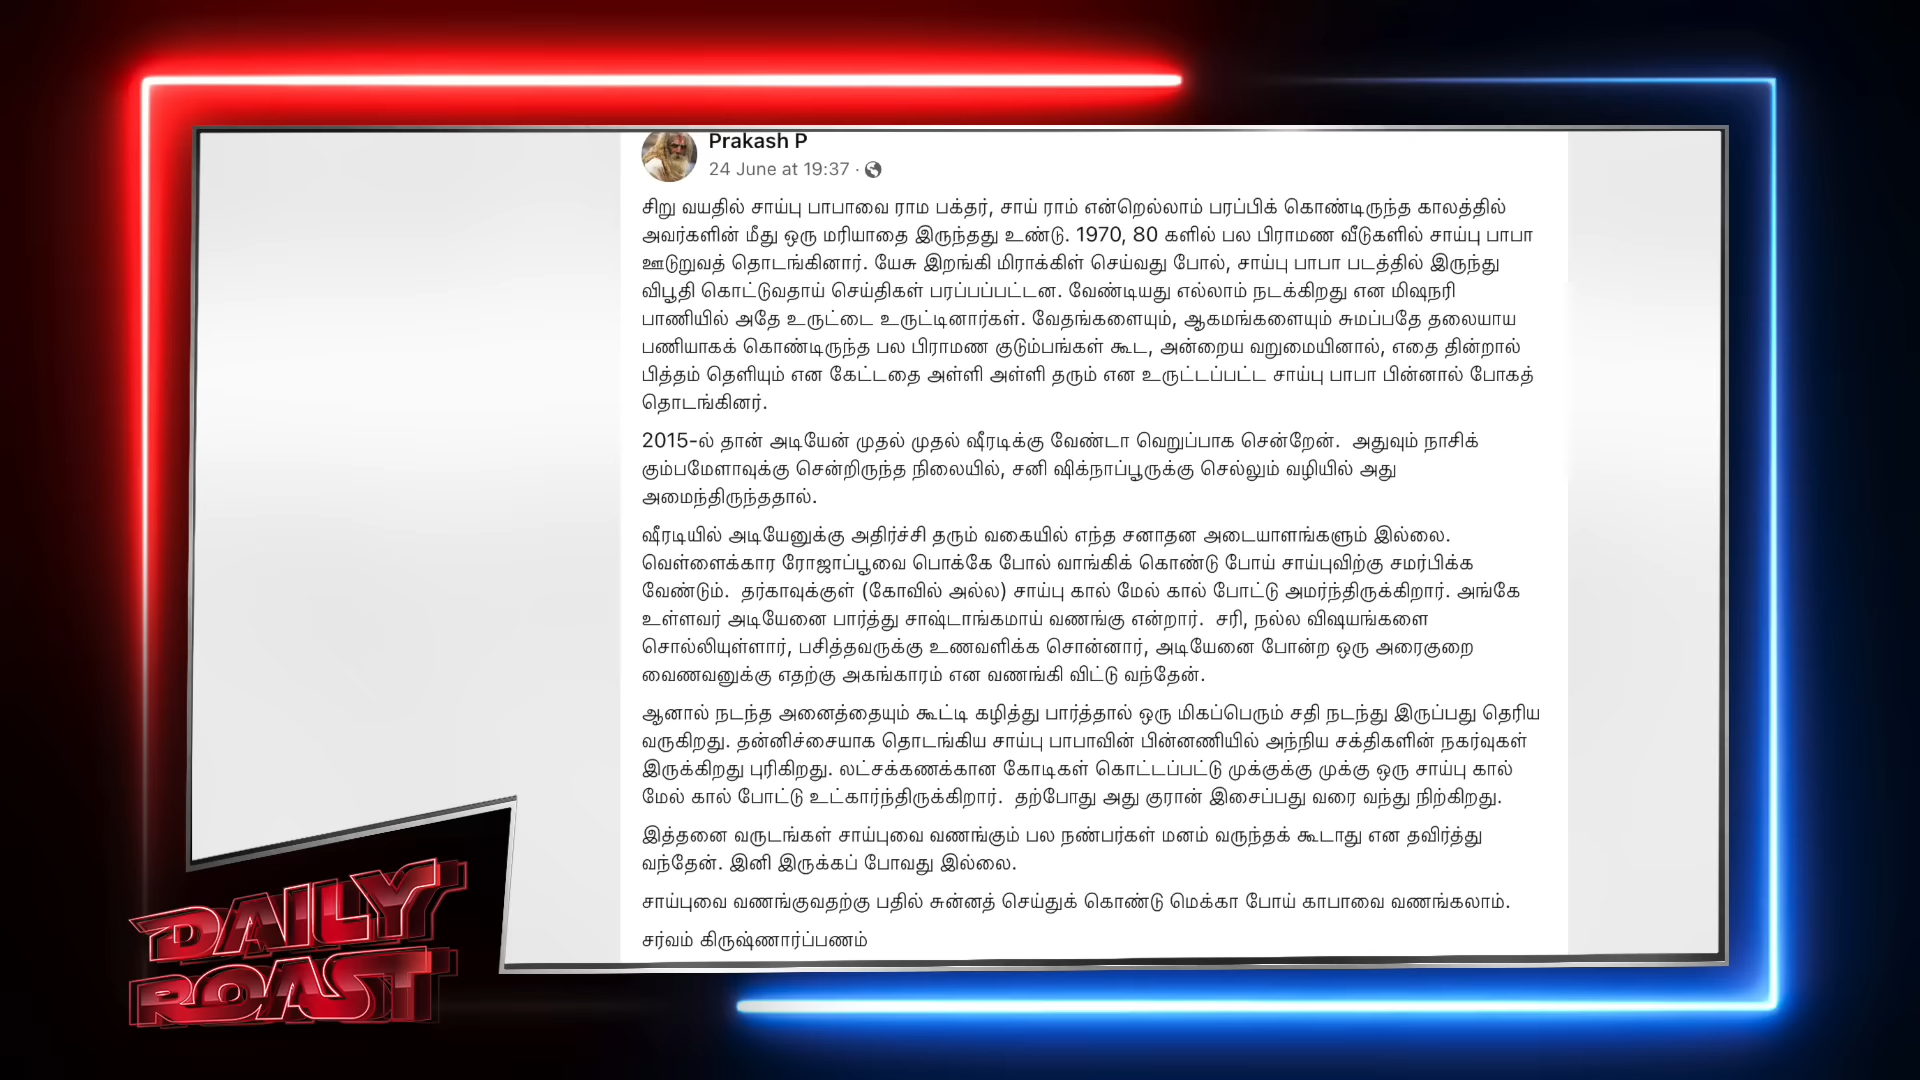 Prakash P
24 June at 19:37 ·
சிறு வயதில் சாய்பு பாபாவை ராம பக்தர், சாய் ராம் என்றெல்லாம் பரப்பிக் கொண்டிருந்த காலத்தில்
அவர்களின் மீது ஒரு மரியாதை இருந்தது உண்டு. 1970, 80 களில் பல பிராமண வீடுகளில் சாய்பு பாபா
ஊடுறுவத் தொடங்கினார். யேசு இறங்கி மிராக்கிள் செய்வது போல், சாய்பு பாபா படத்தில் இருந்து
விபூதி கொட்டுவதாய் செய்திகள் பரப்பப்பட்டன. வேண்டியது எல்லாம் நடக்கிறது என மிஷநரி
பாணியில் அதே உருட்டை உருட்டினார்கள். வேதங்களையும், ஆகமங்களையும் சுமப்பதே தலையாய
பணியாகக் கொண்டிருந்த பல பிராமண குடும்பங்கள் கூட, அன்றைய வறுமையினால், எதை தின்றால்
பித்தம் தெளியும் என கேட்டதை அள்ளி அள்ளி தரும் என உருட்டப்பட்ட சாய்பு பாபா பின்னால் போகத்
தொடங்கினர்.
2015-ல் தான் அடியேன் முதல் முதல் ஷீரடிக்கு வேண்டா வெறுப்பாக சென்றேன். அதுவும் நாசிக்
கும்பமேளாவுக்கு சென்றிருந்த நிலையில், சனி ஷிக்நாப்பூருக்கு செல்லும் வழியில் அது
அமைந்திருந்ததால்.
ஷீரடியில் அடியேனுக்கு அதிர்ச்சி தரும் வகையில் எந்த சனாதன அடையாளங்களும் இல்லை.
வெள்ளைக்கார ரோஜாப்பூவை பொக்கே போல் வாங்கிக் கொண்டு போய் சாய்புவிற்கு சமர்பிக்க
வேண்டும். தர்காவுக்குள் (கோவில் அல்ல) சாய்பு கால் மேல் கால் போட்டு அமர்ந்திருக்கிறார். அங்கே
உள்ளவர் அடியேனை பார்த்து சாஷ்டாங்கமாய் வணங்கு என்றார். சரி, நல்ல விஷயங்களை
சொல்லியுள்ளார், பசித்தவருக்கு உணவளிக்க சொன்னார், அடியேனை போன்ற ஒரு அரைகுறை
வைணவனுக்கு எதற்கு அகங்காரம் என வணங்கி விட்டு வந்தேன்.
ஆனால் நடந்த அனைத்தையும் கூட்டி கழித்து பார்த்தால் ஒரு மிகப்பெரும் சதி நடந்து இருப்பது தெரிய
வருகிறது. தன்னிச்சையாக தொடங்கிய சாய்பு பாபாவின் பின்னணியில் அந்நிய சக்திகளின் நகர்வுகள்
இருக்கிறது புரிகிறது. லட்சக்கணக்கான கோடிகள் கொட்டப்பட்டு முக்குக்கு முக்கு ஒரு சாய்பு கால்
மேல் கால் போட்டு உட்கார்ந்திருக்கிறார். தற்போது அது குரான் இசைப்பது வரை வந்து நிற்கிறது.
இத்தனை வருடங்கள் சாய்புவை வணங்கும் பல நண்பர்கள் மனம் வருந்தக் கூடாது என தவிர்த்து
வந்தேன். இனி இருக்கப் போவது இல்லை.
சாய்புவை வணங்குவதற்கு பதில் சுன்னத் செய்துக் கொண்டு மெக்கா போய் காபாவை வணங்கலாம்.
சர்வம் கிருஷ்ணார்ப்பணம்
DAILY
ROAST